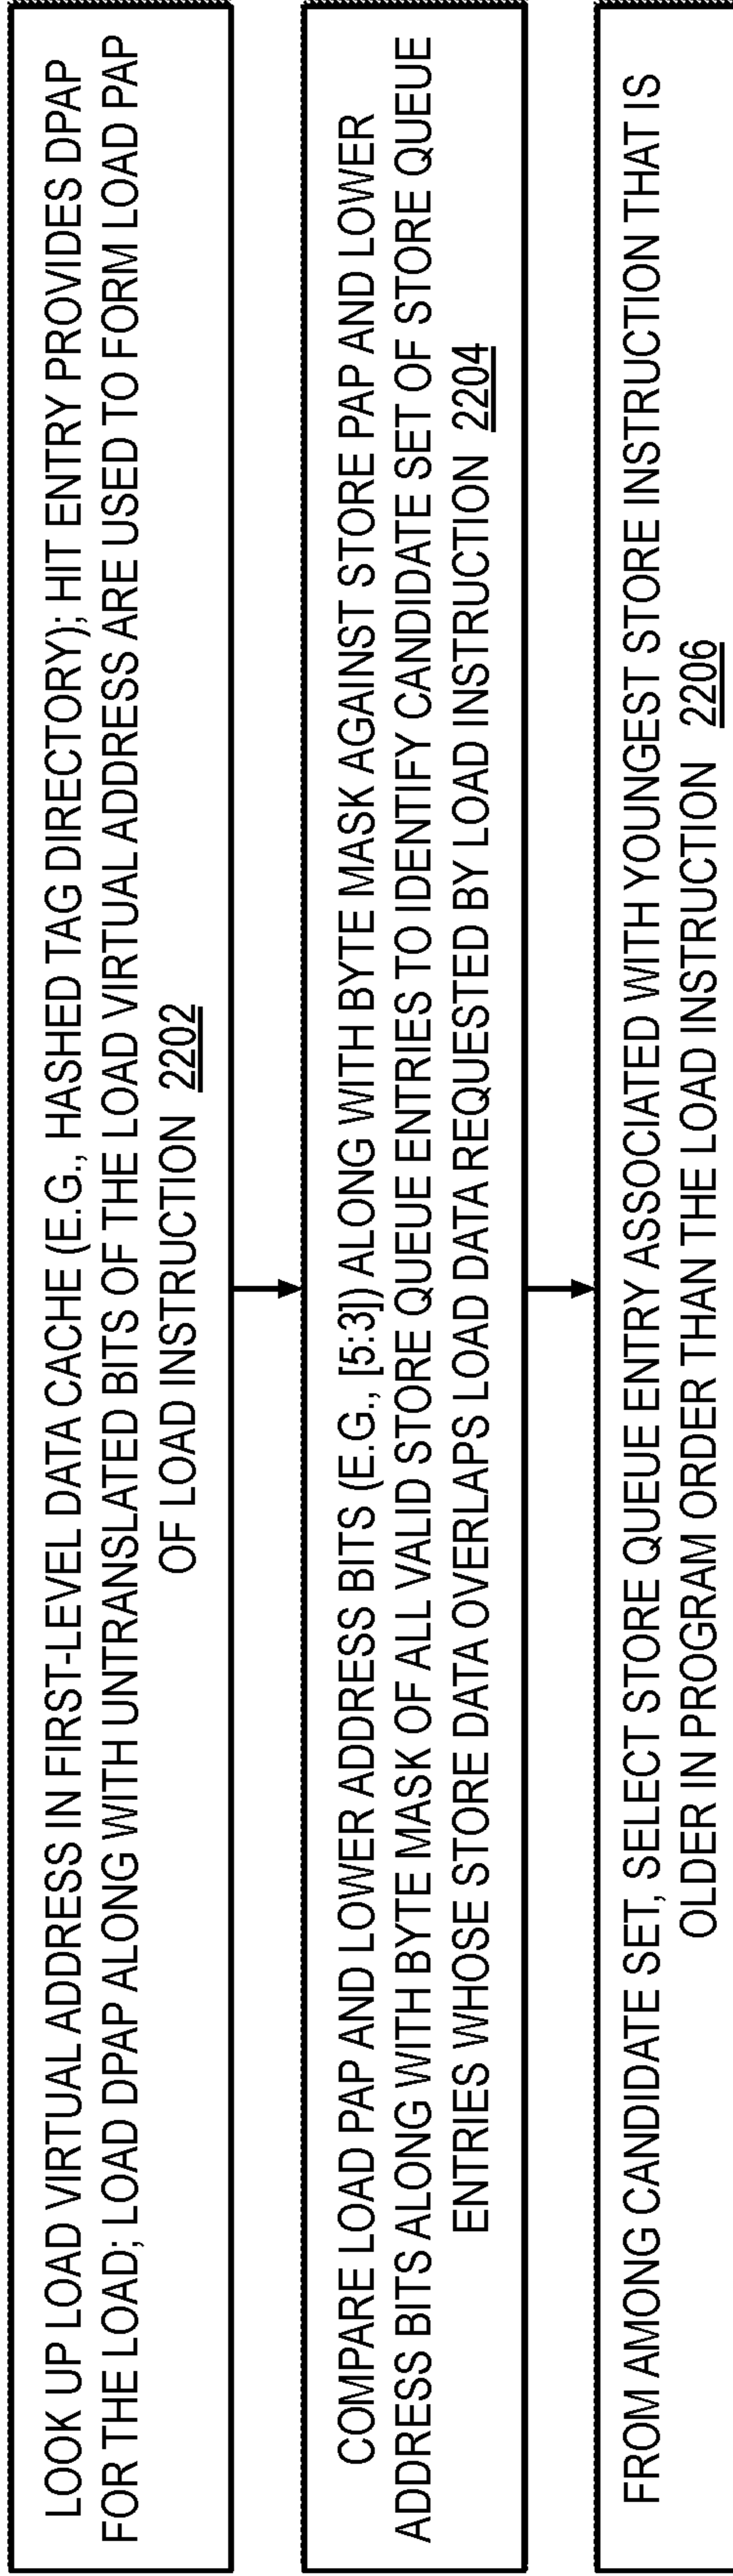 LOOK UP LOAD VIRTUAL ADDRESS IN FIRST-LEVEL DATA CACHE (E.G., HASHED TAG DIRECTORY); HIT ENTRY PROVIDES DPAP
FOR THE LOAD; LOAD DPAP ALONG WITH UNTRANSLATED BITS OF THE LOAD VIRTUAL ADDRESS ARE USED TO FORM LOAD PAP
OF LOAD INSTRUCTION 2202
COMPARE LOAD PAP AND LOWER ADDRESS BITS (E.G., [5:3]) ALONG WITH BYTE MASK AGAINST STORE PAP AND LOWER
ADDRESS BITS ALONG WITH BYTE MASK OF ALL VALID STORE QUEUE ENTRIES TO IDENTIFY CANDIDATE SET OF STORE QUEUE
ENTRIES WHOSE STORE DATA OVERLAPS LOAD DATA REQUESTED BY LOAD INSTRUCTION 2204
FROM AMONG CANDIDATE SET, SELECT STORE QUEUE ENTRY ASSOCIATED WITH YOUNGEST STORE INSTRUCTION THAT IS
OLDER IN PROGRAM ORDER THAN THE LOAD INSTRUCTION 2206